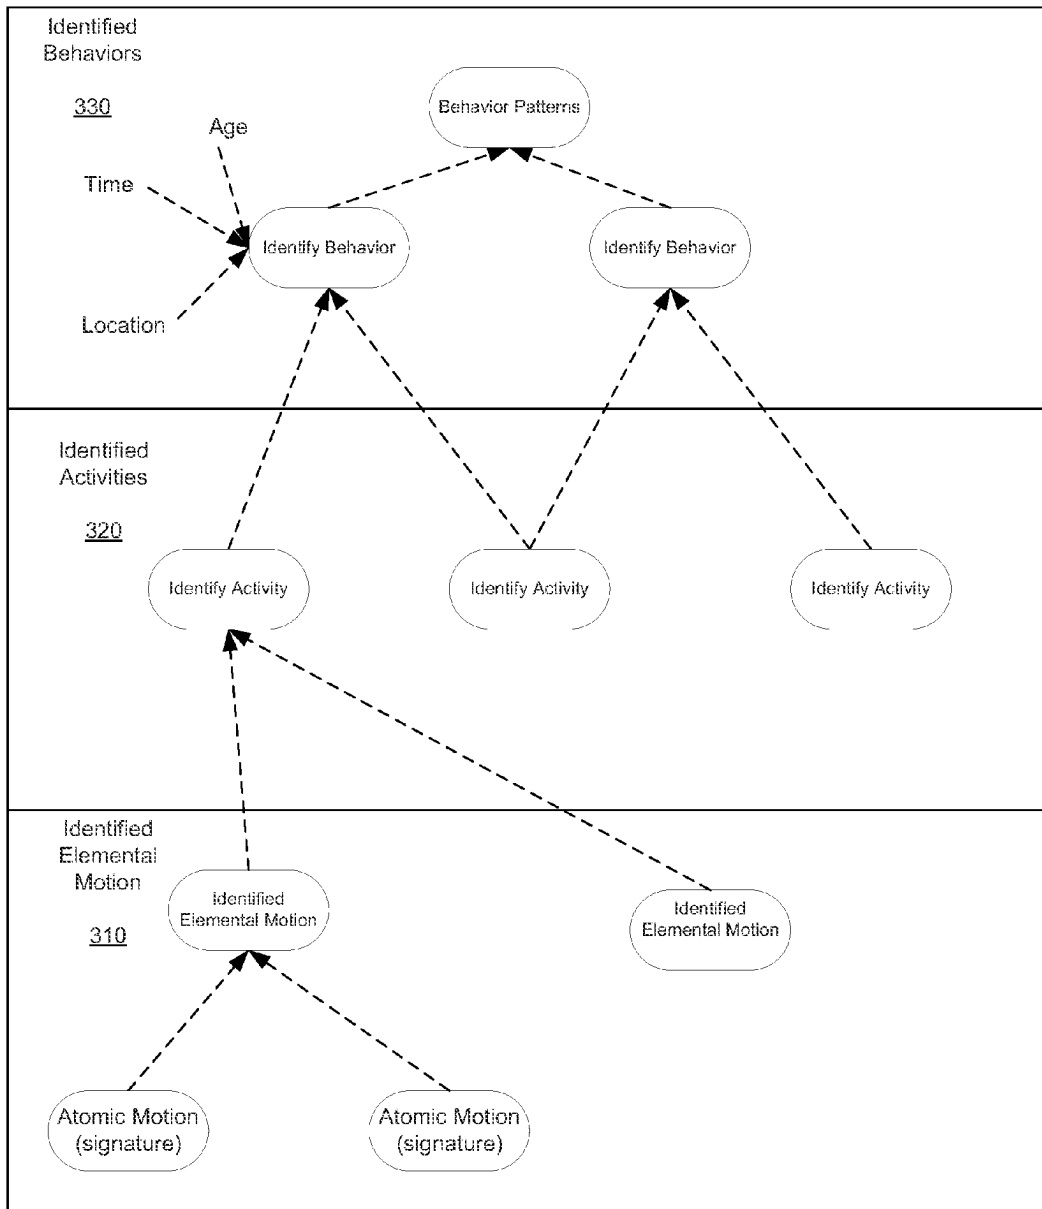 Identified
Behaviors
330
Behavior Patterns
Age
Time
Identify Behavior
Identify Behavior
Location
Identified
Activities
320
Identify Activity
Identify Activity
Identify Activity
Identified
Elemental
Motion
310
Identified
Elemental Motion
Identified
Elemental Motion
Atomic Motion
(signature)
Atomic Motion
(signature)